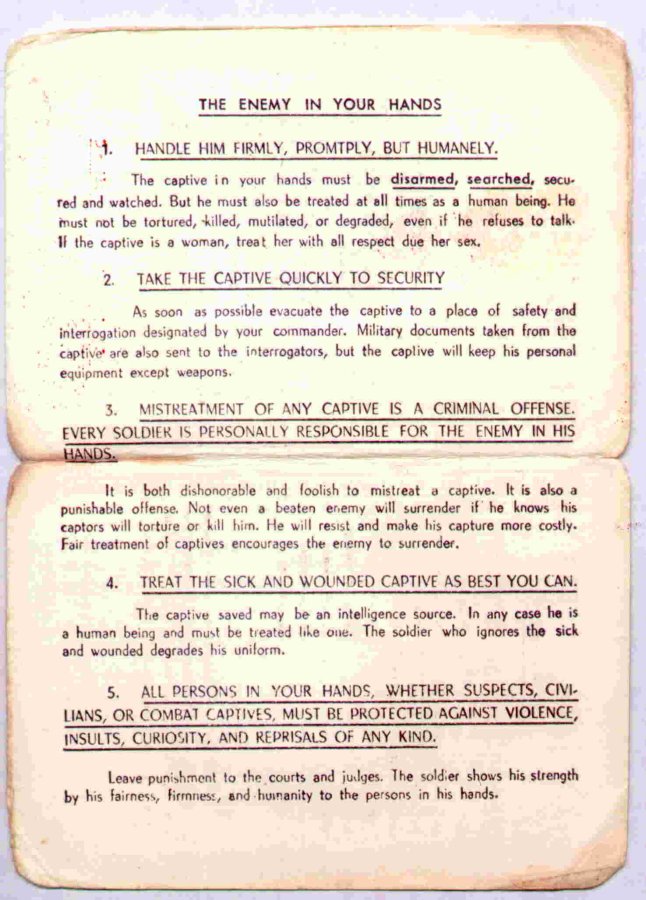 THE ENEMY IN YOUR HANDS
1. HANDLE HIM FIRMLY, PROMTPLY, BUT HUMANELY.
The captive in your hands must be disarmed, searched, secu-
red and watched. But he must also be treated at all times as a human being. He
must not be tortured, killed, mutilated, or degraded, even if he refuses to talk.
If the captive is a woman, treat her with all respect due her sex.
2. TAKE THE CAPTIVE QUICKLY TO SECURITY
As soon as possible evacuate the captive to a place of safety and
interrogation designated by your commander. Military documents taken from the
captive are also sent to the interrogators, but the captive will keep his personal
equipment except weapons.
3. MISTREATMENT OF ANY CAPTIVE IS A CRIMINAL OFFENSE.
EVERY SOLDIER IS PERSONALLY RESPONSIBLE FOR THE ENEMY IN HIS
HANDS.
It is both dishonorable and foolish to mistreat a captive. It is also a
punishable offense. Not even a beaten enemy will surrender if he knows his
captors will torture or kill him. He will resist and make his capture more costly.
Fair treatment of captives encourages the enemy to surrender.
4. TREAT THE SICK AND WOUNDED CAPTIVE AS BEST YOU CAN.
The captive saved may be an intelligence source. In any case he is
a human being and must be treated like one. The soldier who ignores the sick
and wounded degrades his uniform.
5. ALL PERSONS IN YOUR HANDS, WHETHER SUSPECTS, CIVI-
LIANS, OR COMBAT CAPTIVES, MUST BE PROTECTED AGAINST VIOLENCE,
INSULTS, CURIOSITY, AND REPRISALS OF ANY KIND.
Leave punishment to the courts and judges. The soldier shows his strength
by his fairness, firmness, and humanity to the persons in his hands.